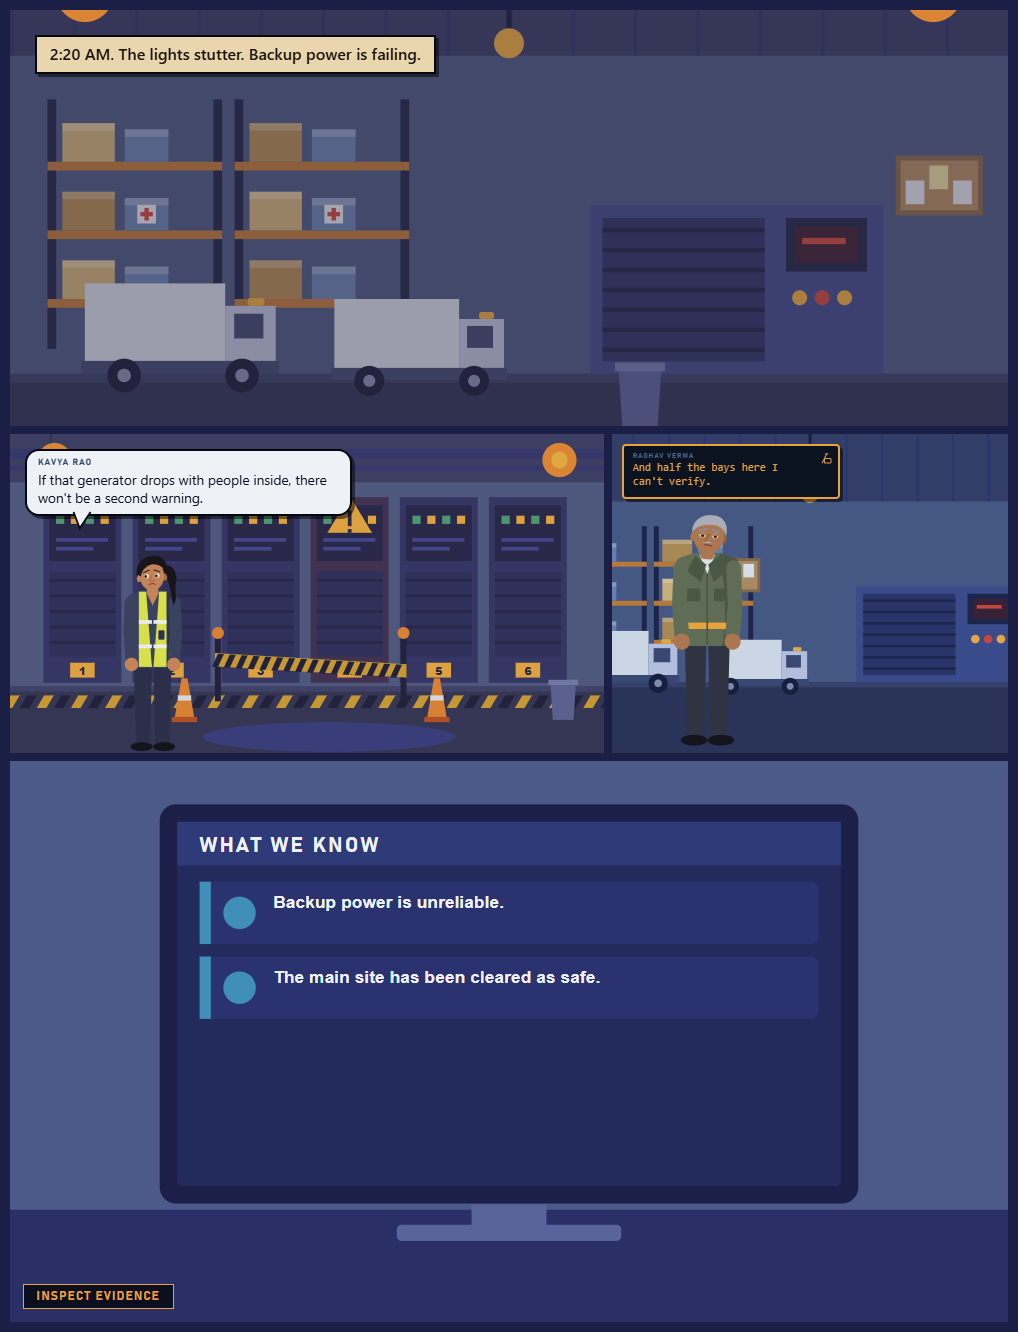 2:20 AM. The lights stutter. Backup power is failing.
KAVYA RAO
If that generator drops with people inside, there
won't be a second warning.
1
3
5
6
RAGHAV VERMA
And half the bays here I
can't verify.
WHAT WE KNOW
Backup power is unreliable.
The main site has been cleared as safe.
INSPECT EVIDENCE